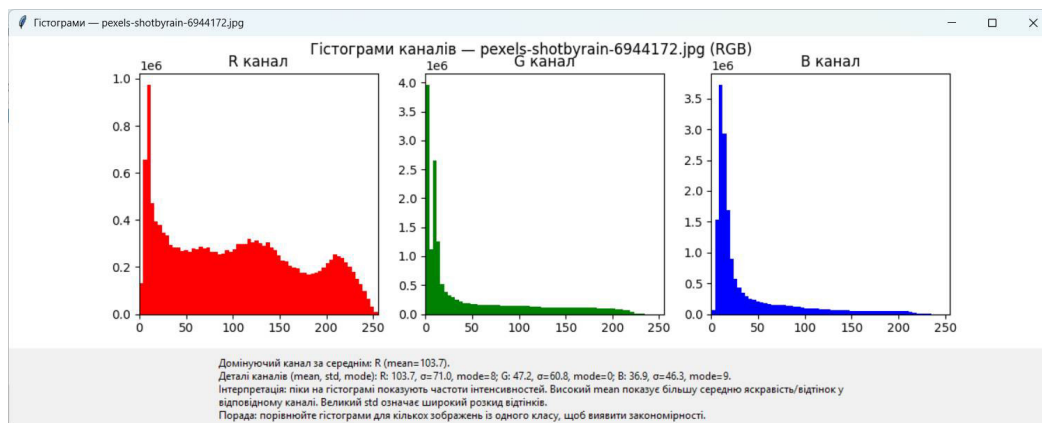 Гістограми — pexels-shotbyrain-6944172.jpg
Гістограми каналів — pexels-shotbyrain-6944172.jpg (RGB)
R канал
G канал
B канал
1e6
1.0
0.8
0.6
0.4
0.2
0.0
0 50 100 150 200 250
1e6
4.0
3.5
3.0
2.5
2.0
1.5
1.0
0.5
0.0
0 50 100 150 200 250
1e6
3.5
3.0
2.5
2.0
1.5
1.0
0.5
0.0
0 50 100 150 200 250
Домінуючий канал за середнім: R (mean=103.7).
Деталі каналів (mean, std, mode): R: 103.7, σ=71.0, mode=8; G: 47.2, σ=60.8, mode=0; B: 36.9, σ=46.3, mode=9.
Інтерпретація: піки на гістограмі показують частоти інтенсивностей. Високий mean показує більшу середню яскравість/відтінок у
відповідному каналі. Великий std означає широкий розкид відтінків.
Порада: порівнюйте гістограми для кількох зображень із одного класу, щоб виявити закономірності.